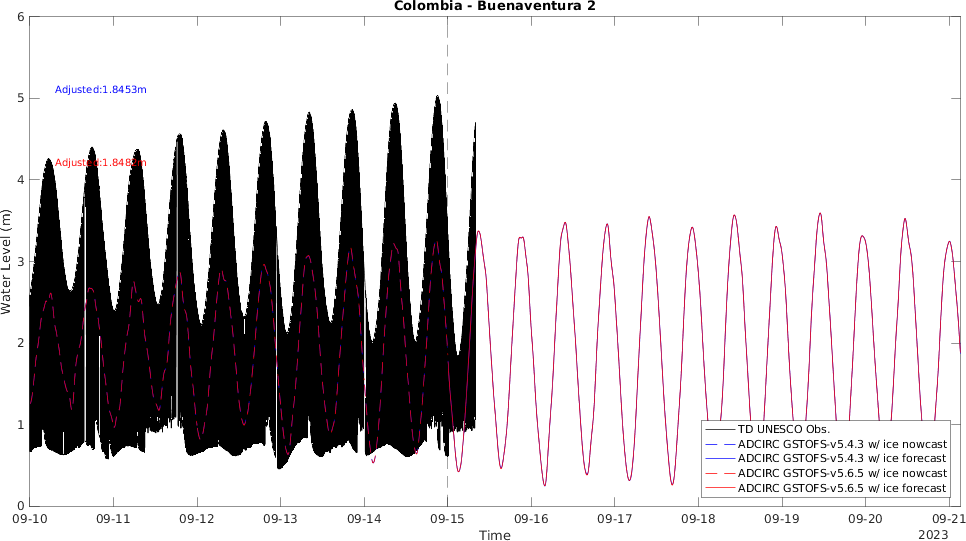 Colombia - Buenaventura 2
6
5
4
3
2
1
0
Water Level (m)
Adjusted:1.8453m
TD UNESCO Obs.
ADCIRC GSTOFS-v5.4.3 w/ ice nowcast
ADCIRC GSTOFS-v5.4.3 w/ ice forecast
ADCIRC GSTOFS-v5.6.5 w/ ice nowcast
ADCIRC GSTOFS-v5.6.5 w/ ice forecast
09-10 09-11 09-12 09-13 09-14 09-15 09-16 09-17 09-18 09-19 09-20 09-21
Time
2023